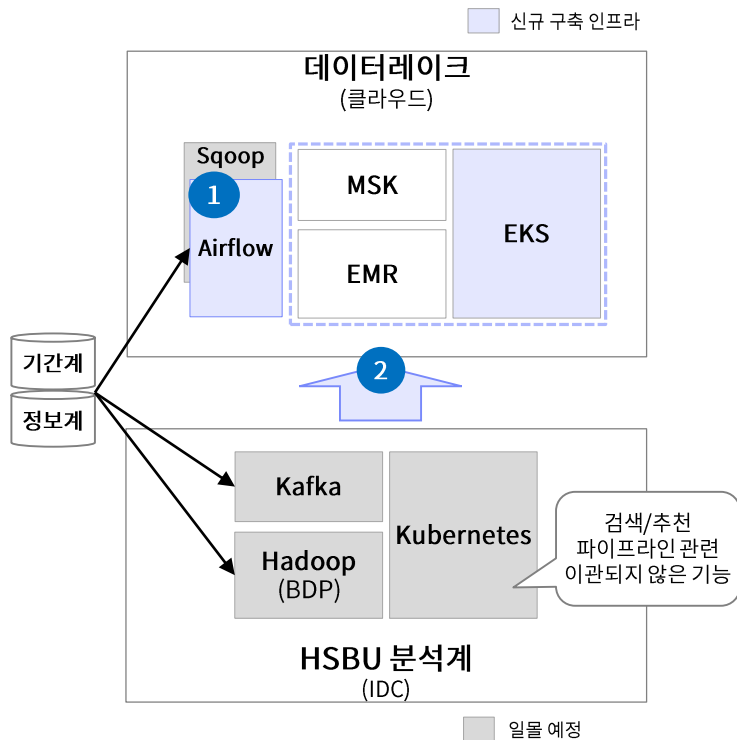 신규 구축 인프라
데이터레이크
(클라우드)
Sqoop
1
Airflow
MSK
EMR
EKS
기간계
정보계
2
Kafka
Hadoop
(BDP)
Kubernetes
검색/추천
파이프라인 관련
이관되지 않은 기능
HSBU 분석계
(IDC)
일몰 예정